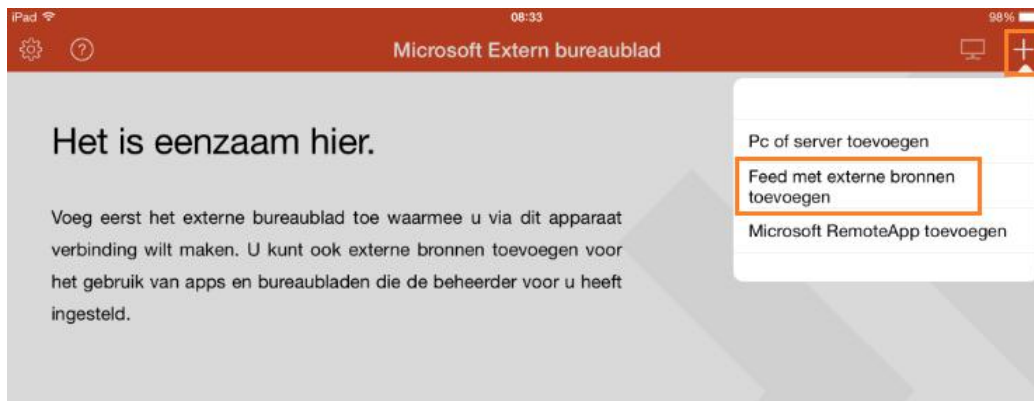 iPad 08:33 98%
Microsoft Extern bureaublad
Het is eenzaam hier.
Voeg eerst het externe bureaublad toe waarmee u via dit apparaat
verbinding wilt maken. U kunt ook externe bronnen toevoegen voor
het gebruik van apps en bureaubladen die de beheerder voor u heeft
ingesteld.
Pc of server toevoegen
Feed met externe bronnen
toevoegen
Microsoft RemoteApp toevoegen